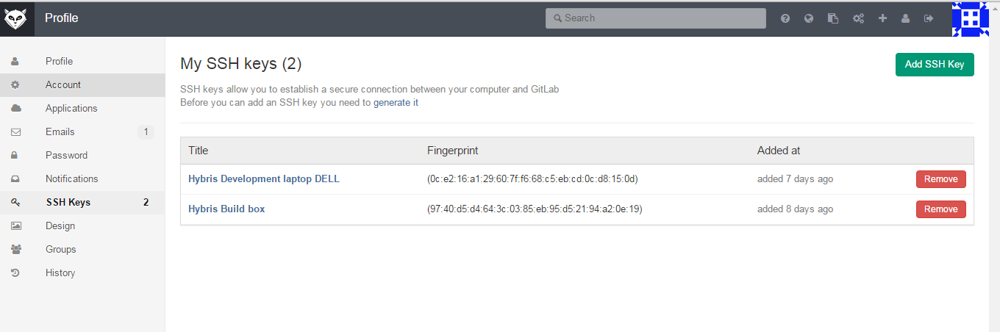 Profile
Search
Profile
Account
Applications
Emails 1
Password
Notifications
SSH Keys 2
Design
Groups
History
My SSH keys (2)
Add SSH Key
SSH keys allow you to establish a secure connection between your computer and GitLab
Before you can add an SSH key you need to generate it
Title Fingerprint Added at
Hybris Development laptop DELL (0c:e2:16:a1:29:60:7f:f6:68:c5:eb:cd:0c:d8:15:0d) added 7 days ago Remove
Hybris Build box (97:40:d5:d4:64:3c:03:85:eb:95:d5:21:94:a2:0e:19) added 8 days ago Remove